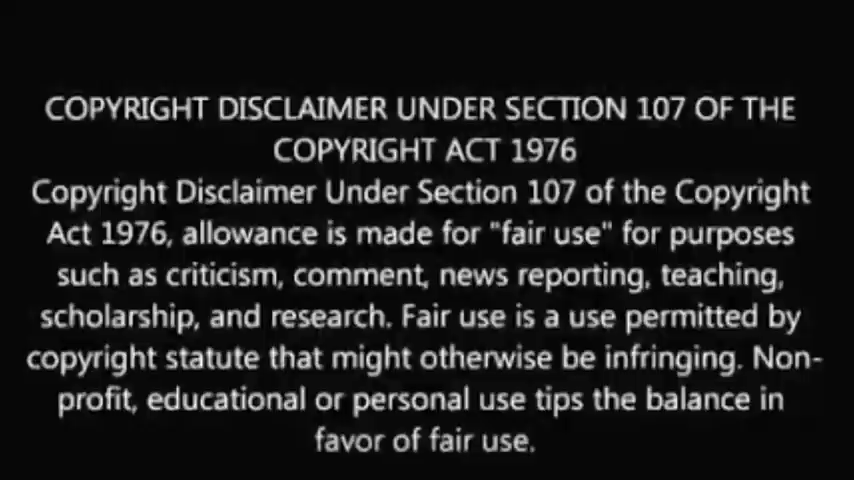 COPYRIGHT DISCLAIMER UNDER SECTION 107 OF THE
COPYRIGHT ACT 1976
Copyright Disclaimer Under Section 107 of the Copyright
Act 1976, allowance is made for "fair use" for purposes
such as criticism, comment, news reporting, teaching,
scholarship, and research. Fair use is a use permitted by
copyright statute that might otherwise be infringing. Non-
profit, educational or personal use tips the balance in
favor of fair use.